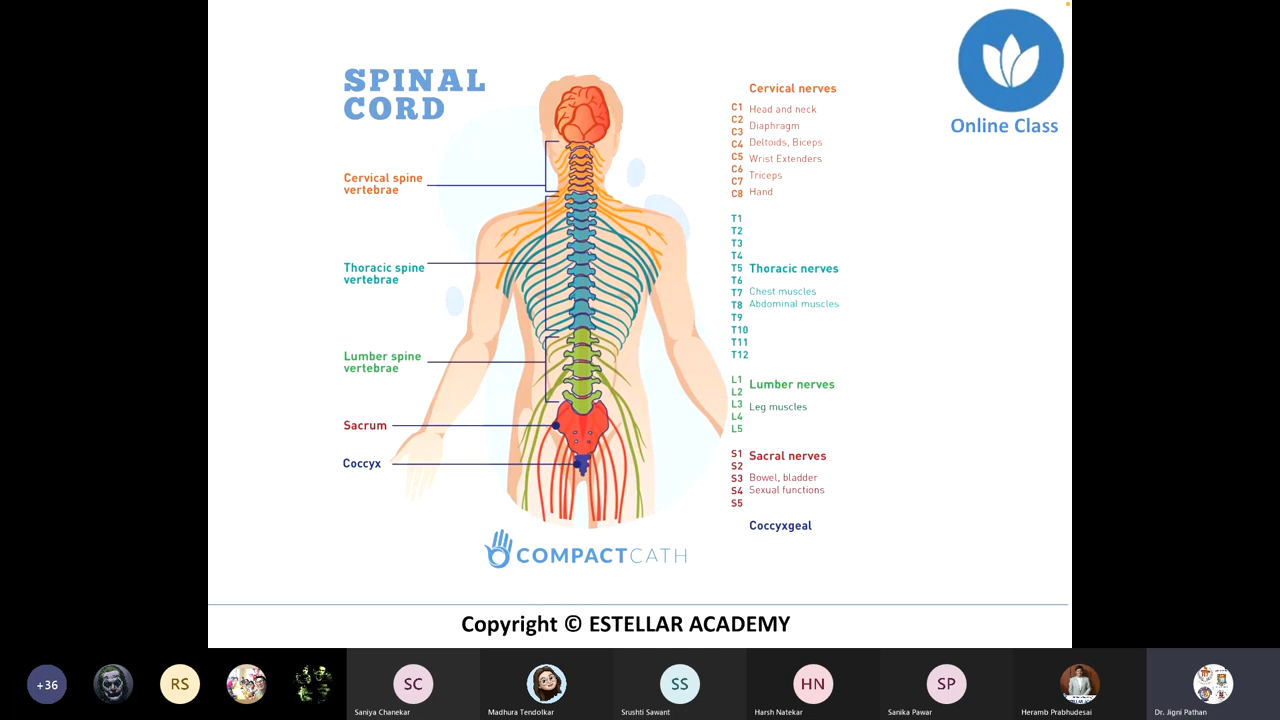 SPINAL
CORD
Cervical spine
vertebrae
Thoracic spine
vertebrae
Lumber spine
vertebrae
Sacrum
Coccyx
Cervical nerves
C1
C2
C3
C4
C5
C6
C7
C8
Head and neck
Diaphragm
Deltoids, Biceps
Wrist Extenders
Triceps
Hand
T1
T2
T3
T4
T5
T6
T7
T8
T9
T10
T11
T12
Thoracic nerves
Chest muscles
Abdominal muscles
L1
L2
L3
L4
L5
Lumber nerves
Leg muscles
S1
S2
S3
S4
S5
Sacral nerves
Bowel, bladder
Sexual functions
Coccyxgeal
COMPACTCATH
Online Class
Copyright © ESTELLAR ACADEMY
+36
RS
SC
SS
HN
SP
Saniya Chanekar
Madhura Tendolkar
Srushti Sawant
Harsh Natekar
Sanika Pawar
Heramb Prabhudesai
Dr. Jigni Pathan